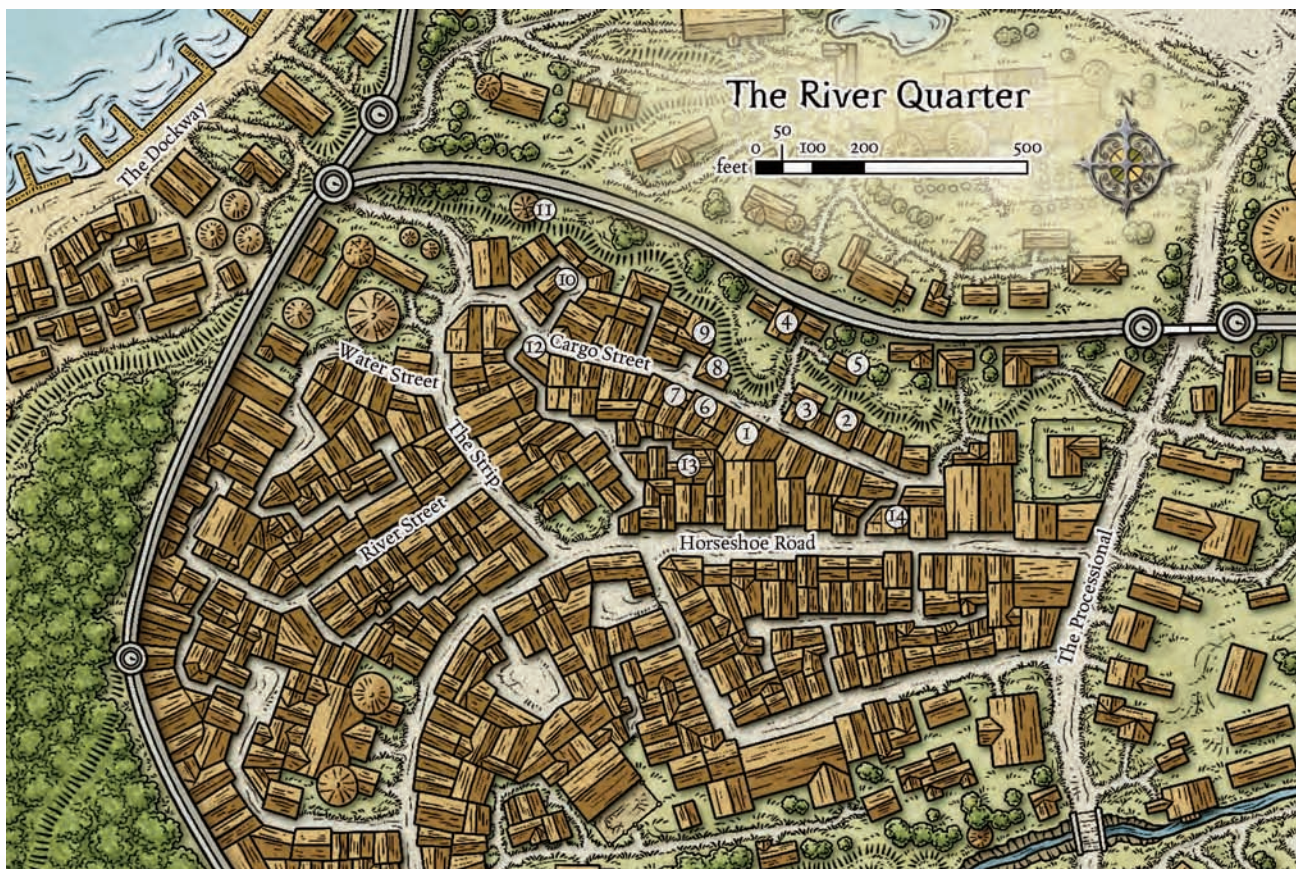 The River Quarter
N
50
0 100 200 500
feet
The Dockway
11
10
4
9
12
Cargo Street
5
8
Water Street
7
6
3
2
1
The Strip
13
River Street
14
Horseshoe Road
The Processional